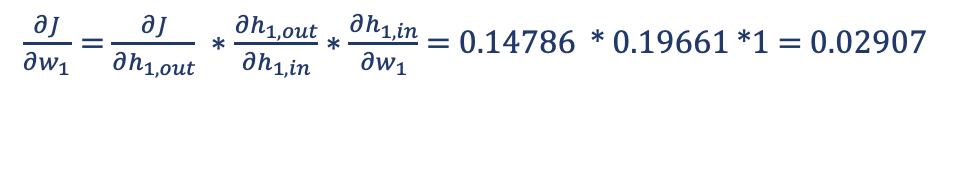 ∂J/∂w₁ = ∂J/∂h₁,out * ∂h₁,out/∂h₁,in * ∂h₁,in/∂w₁ = 0.14786 * 0.19661 *1 = 0.02907